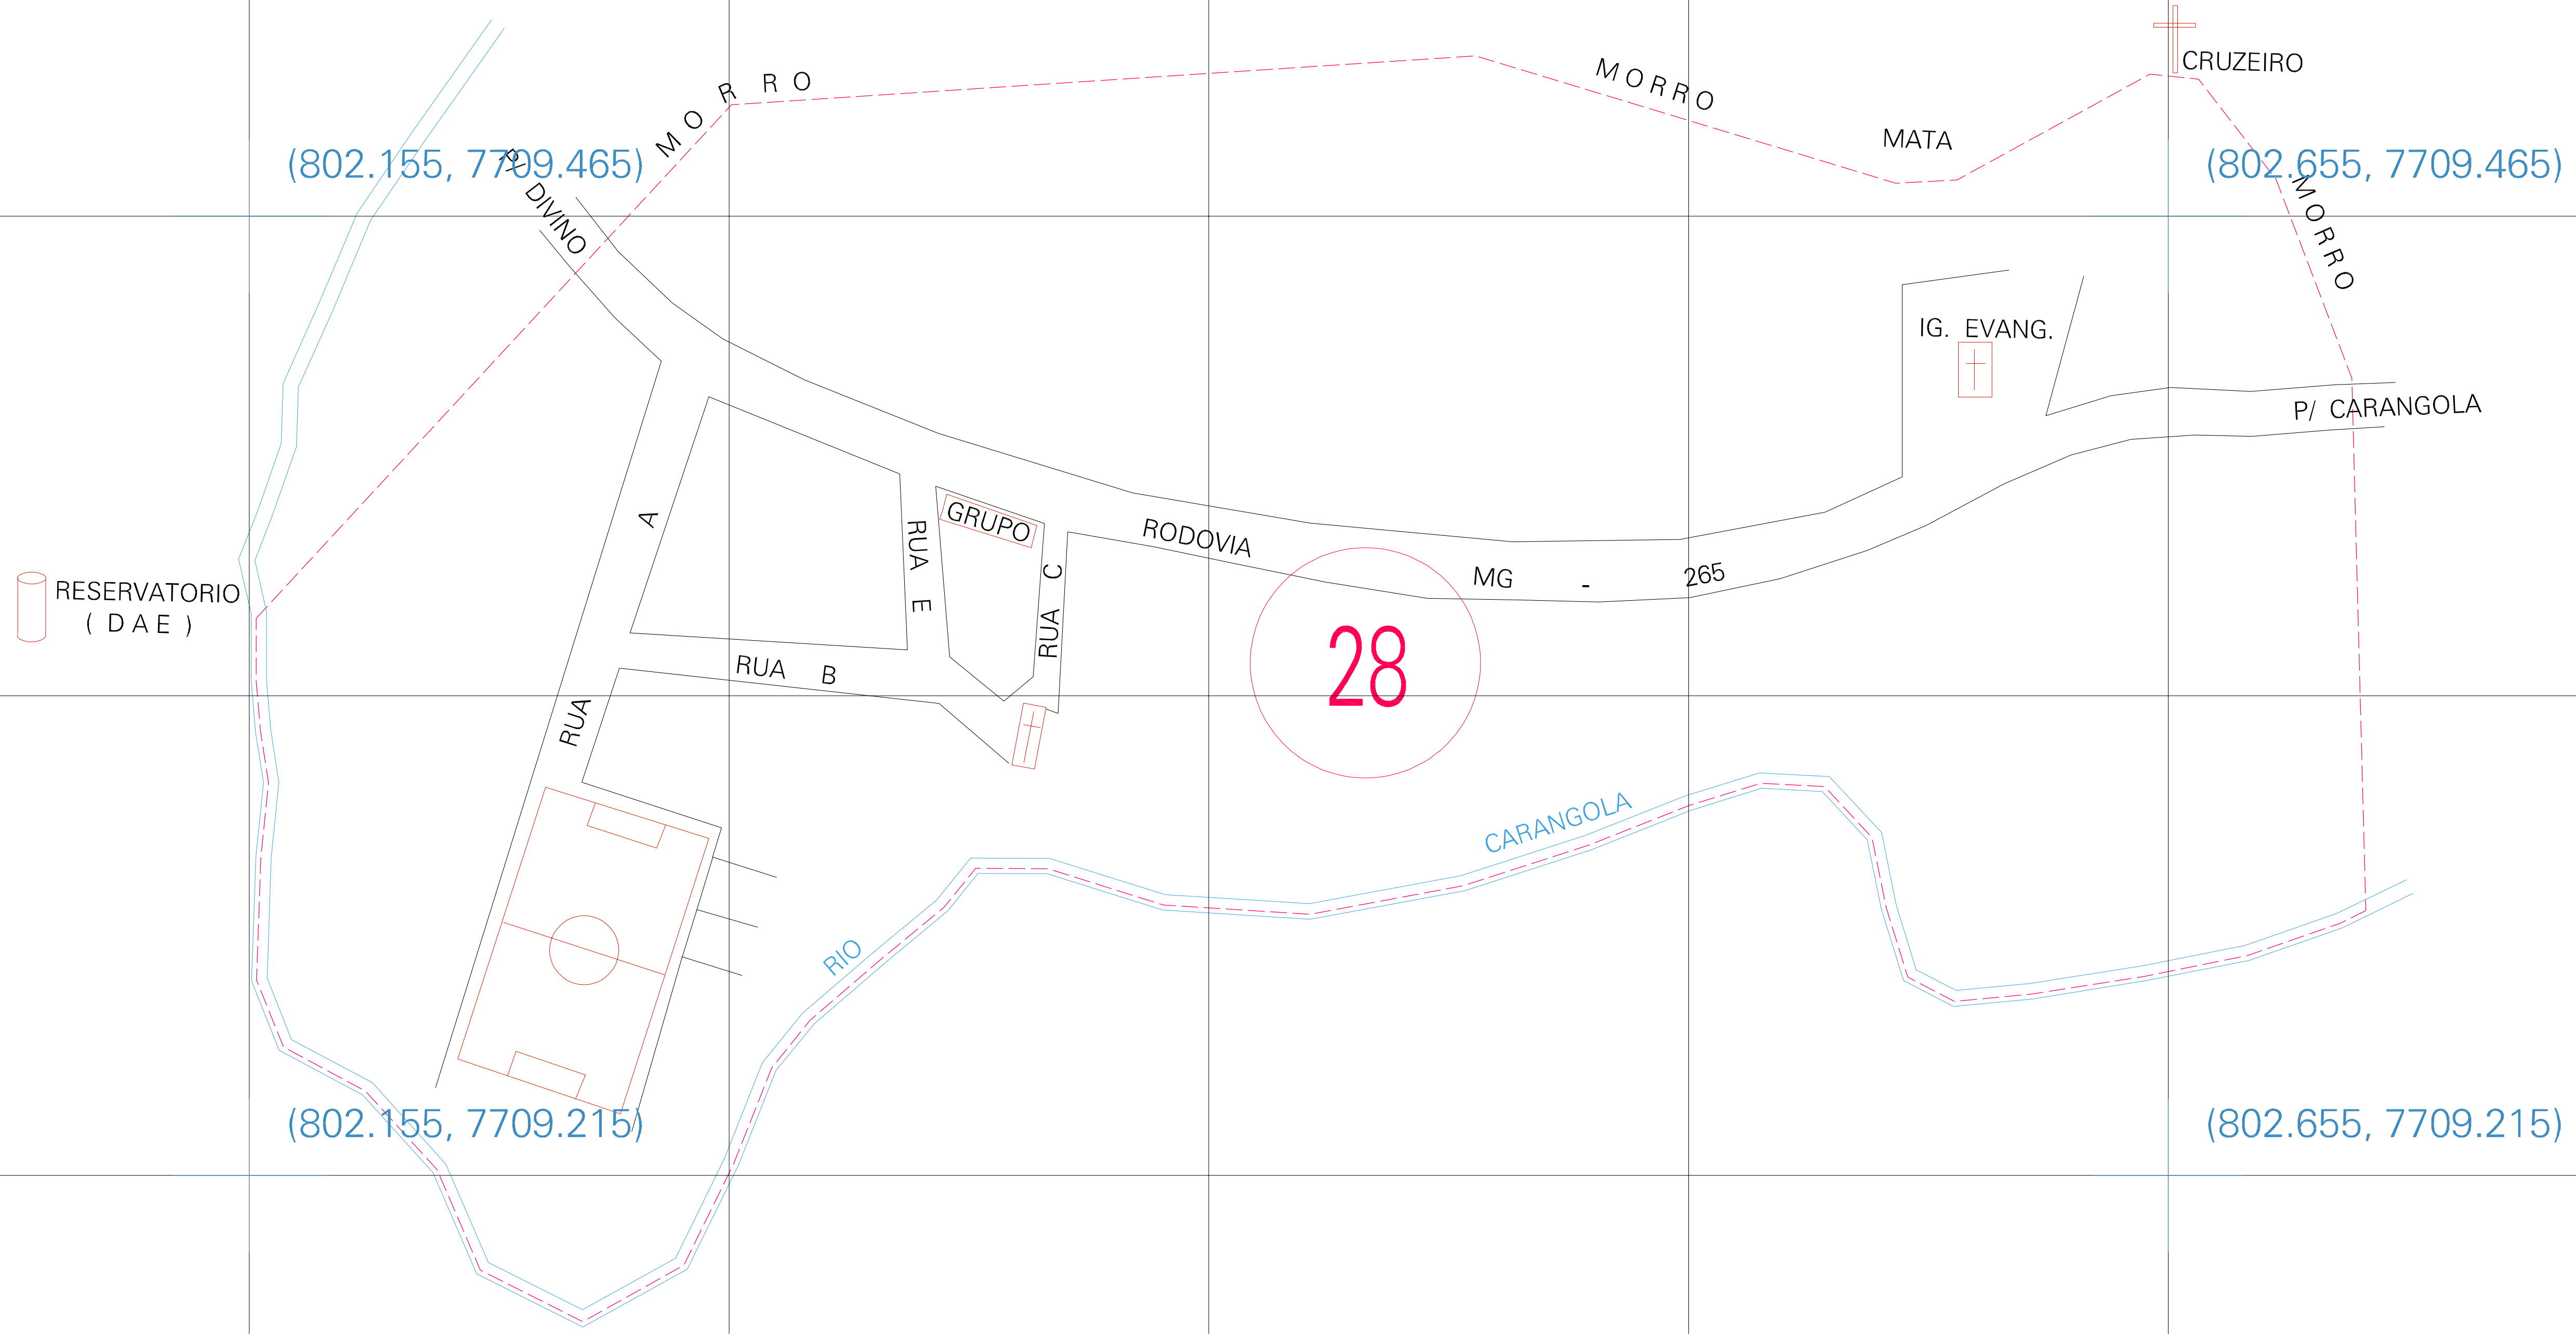 CRUZEIRO
MORRO
MORRO
MATA
(802.155, 7709.465)
(802.655, 7709.465)
P/ DIVINO
MORRO
IG. EVANG.
P/ CARANGOLA
A
GRUPO
RUA E
RUA C
RODOVIA
MG - 265
RESERVATORIO
( DAE )
28
RUA B
RUA
CARANGOLA
RIO
(802.155, 7709.215)
(802.655, 7709.215)